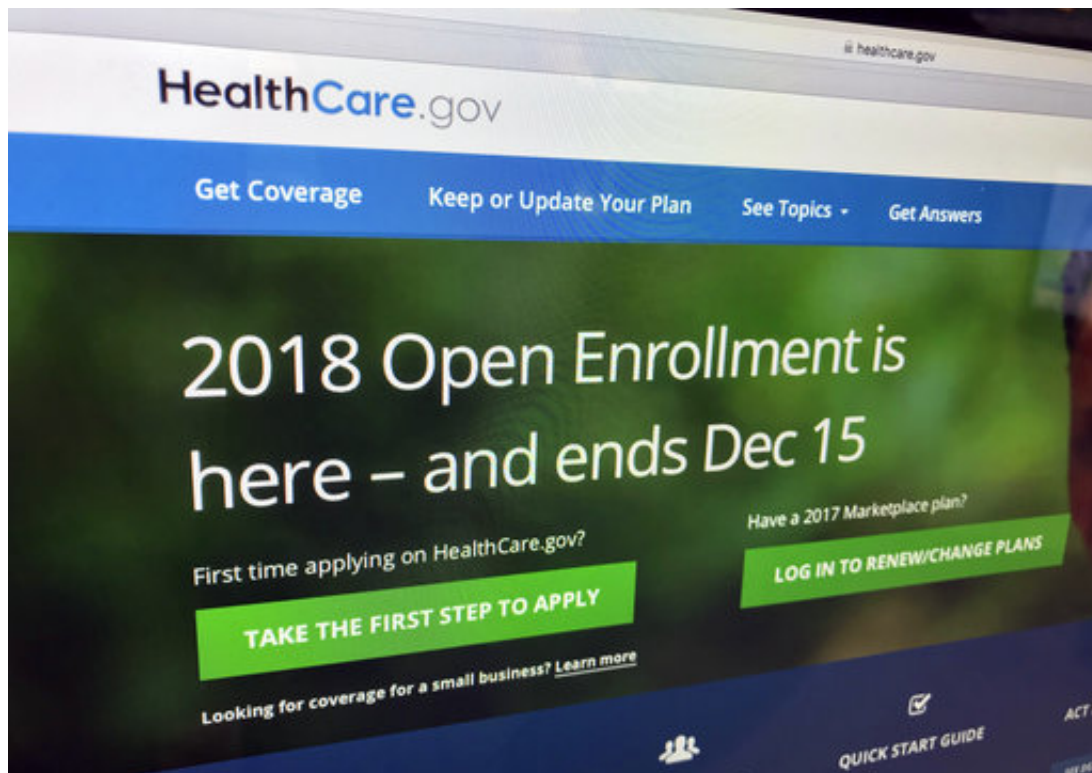 healthcare.gov
HealthCare.gov
Get Coverage Keep or Update Your Plan See Topics Get Answers
2018 Open Enrollment is
here – and ends Dec 15
First time applying on HealthCare.gov?
TAKE THE FIRST STEP TO APPLY
Looking for coverage for a small business? Learn more
Have a 2017 Marketplace plan?
LOG IN TO RENEW/CHANGE PLANS
QUICK START GUIDE
ACT